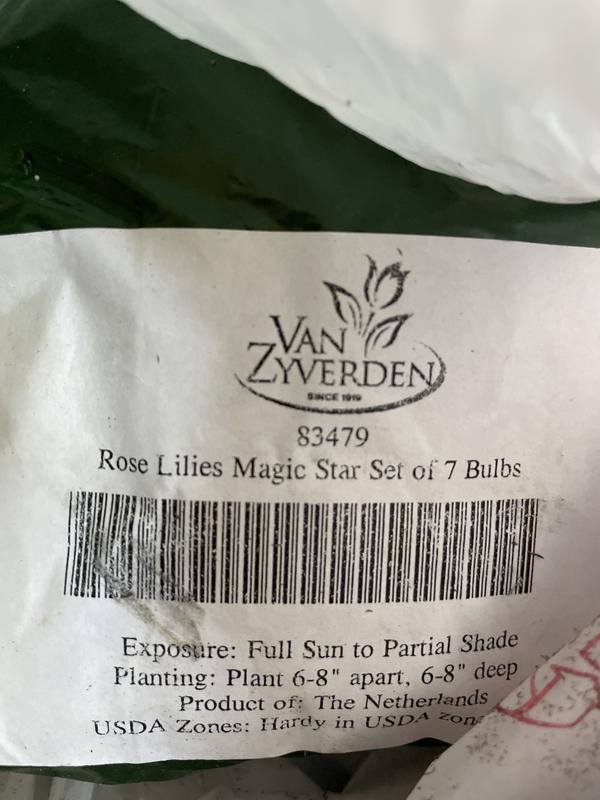 VAN
ZYVERDEN
SINCE 1919
83479
Rose Lilies Magic Star Set of 7 Bulbs
Exposure: Full Sun to Partial Shade
Planting: Plant 6-8" apart, 6-8" deep
Product of: The Netherlands
USDA Zones: Hardy in USDA